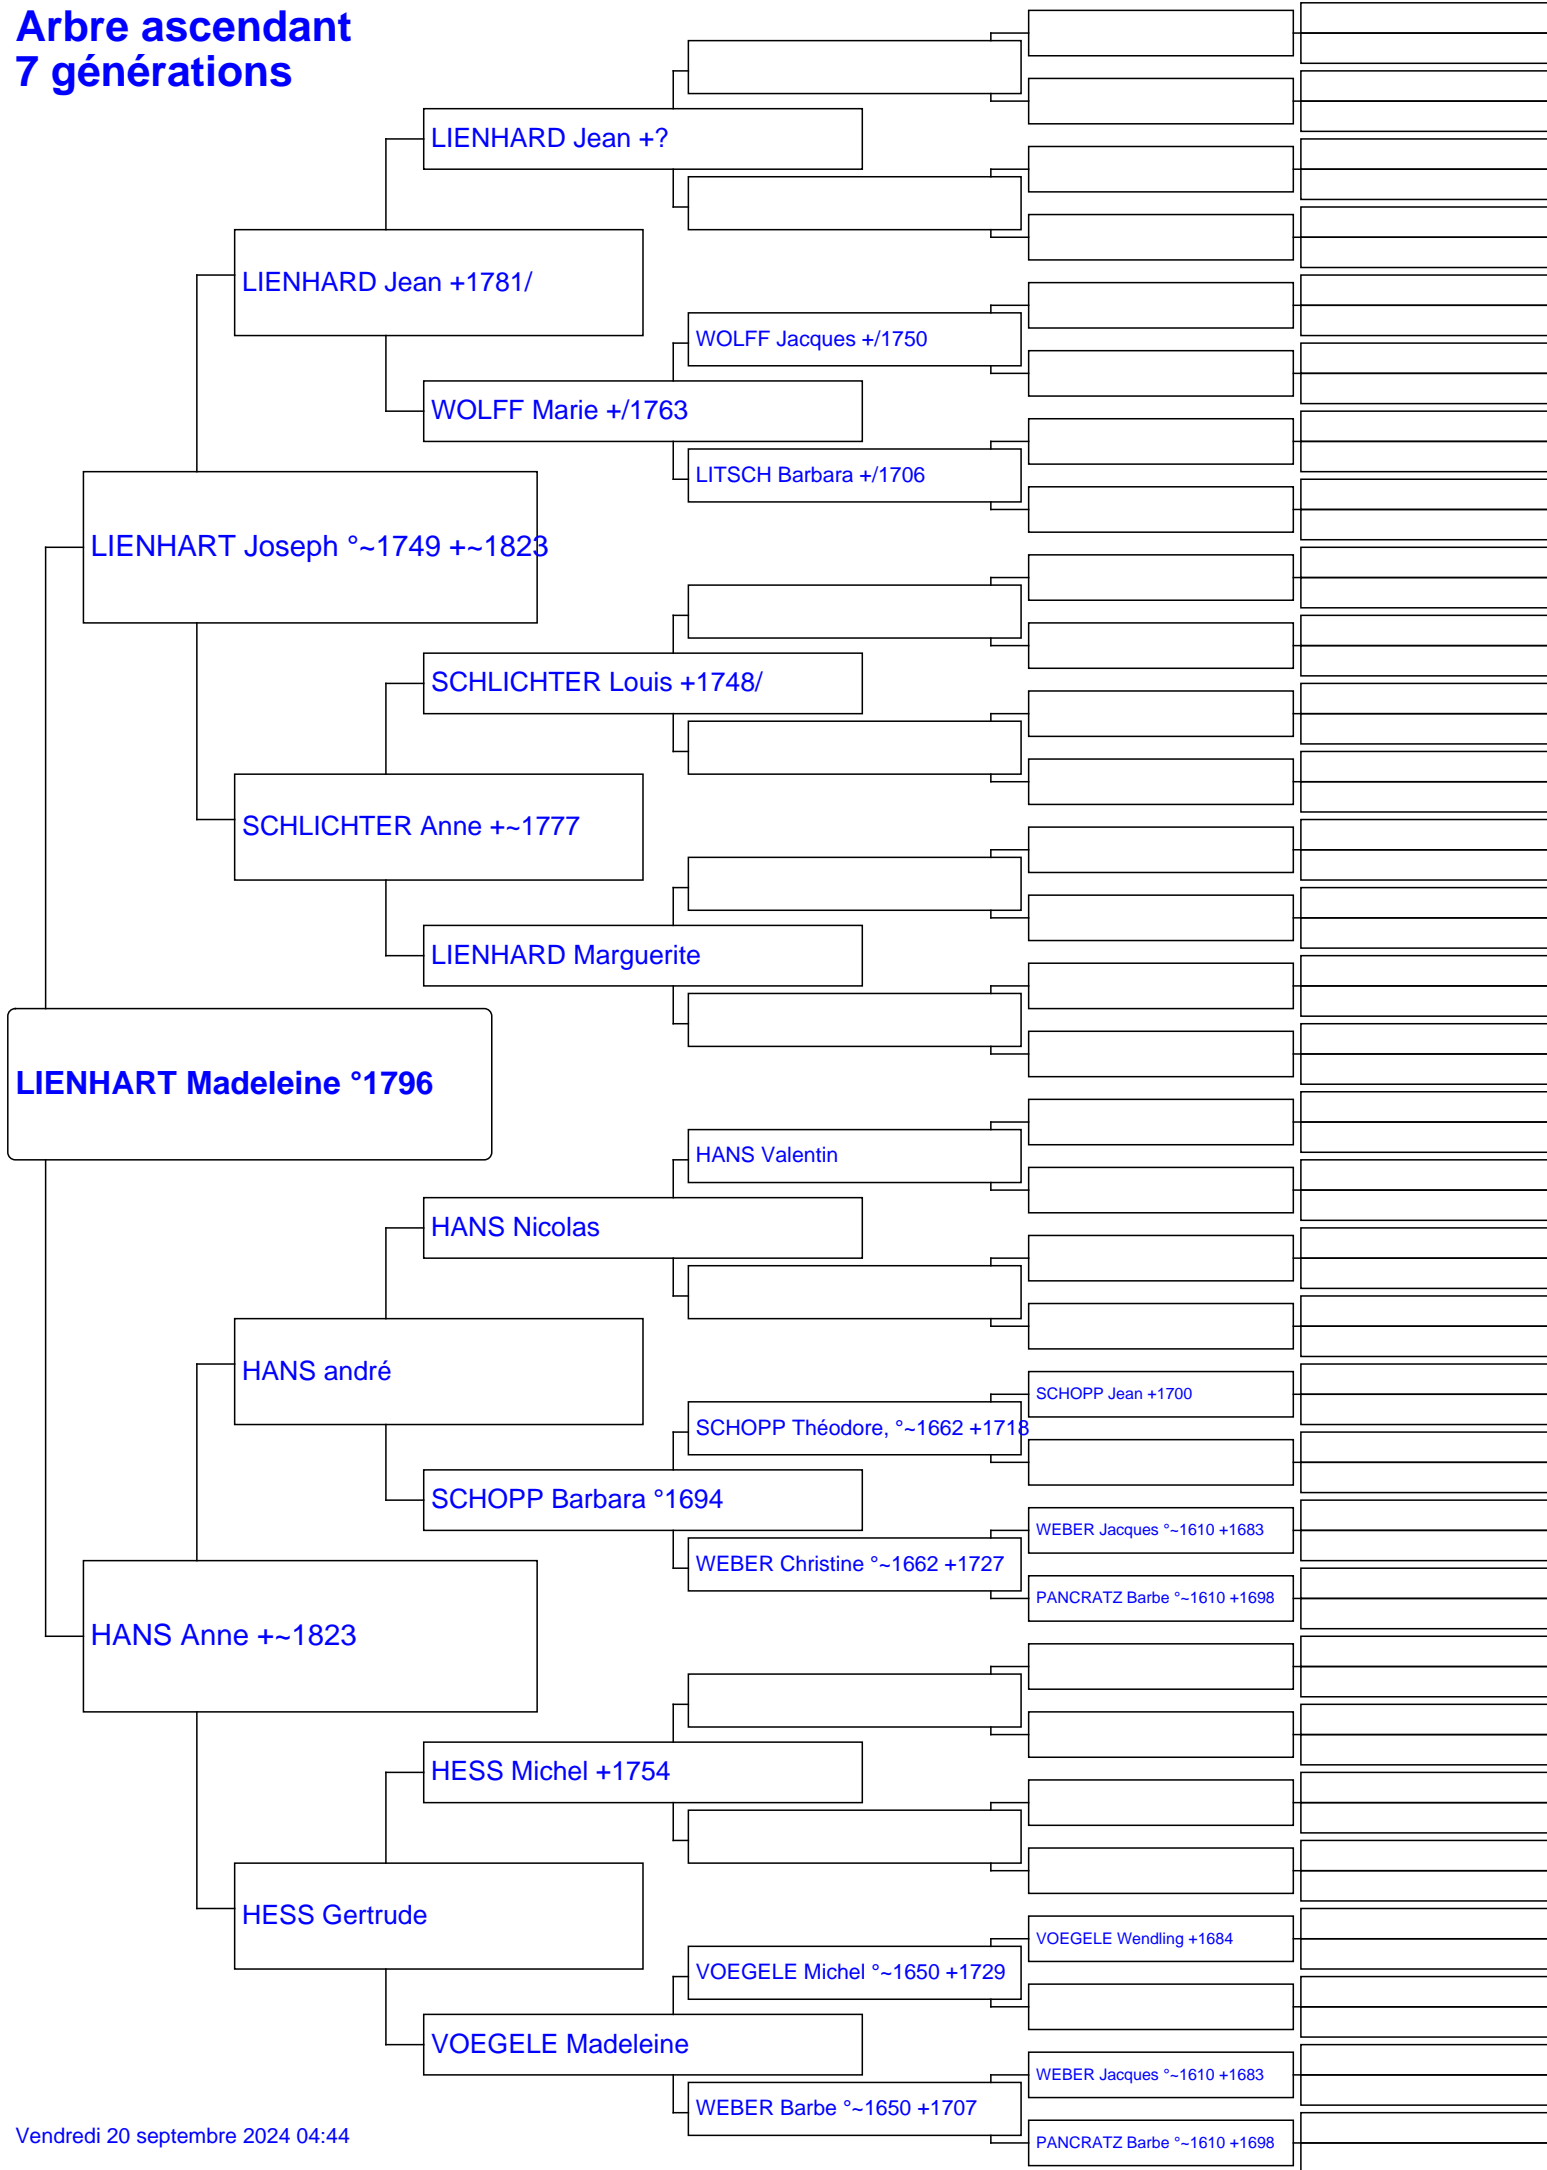 Arbre ascendant
7 générations
LIENHARD Jean +?
LIENHARD Jean +1781/
WOLFF Jacques +/1750
WOLFF Marie +/1763
LITSCH Barbara +/1706
LIENHART Joseph °~1749 +~1823
SCHLICHTER Louis +1748/
SCHLICHTER Anne +~1777
LIENHARD Marguerite
LIENHART Madeleine °1796
HANS Valentin
HANS Nicolas
HANS andré
SCHOPP Jean +1700
SCHOPP Théodore, °~1662 +1718
SCHOPP Barbara °1694
WEBER Jacques °~1610 +1683
WEBER Christine °~1662 +1727
PANCRATZ Barbe °~1610 +1698
HANS Anne +~1823
HESS Michel +1754
HESS Gertrude
VOEGELE Wendling +1684
VOEGELE Michel °~1650 +1729
VOEGELE Madeleine
WEBER Jacques °~1610 +1683
WEBER Barbe °~1650 +1707
PANCRATZ Barbe °~1610 +1698
Vendredi 20 septembre 2024 04:44